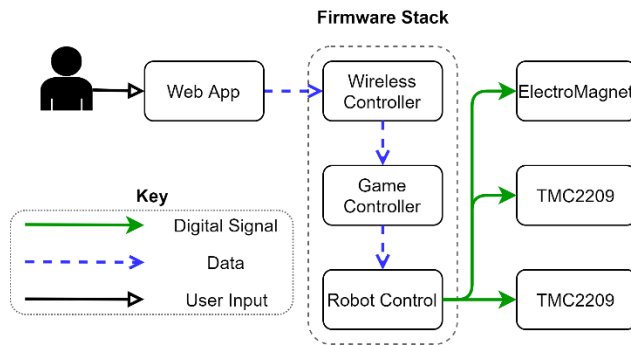 Firmware Stack
Web App
Wireless
Controller
ElectroMagnet
Game
Controller
TMC2209
Robot Control
TMC2209
Key
Digital Signal
Data
User Input